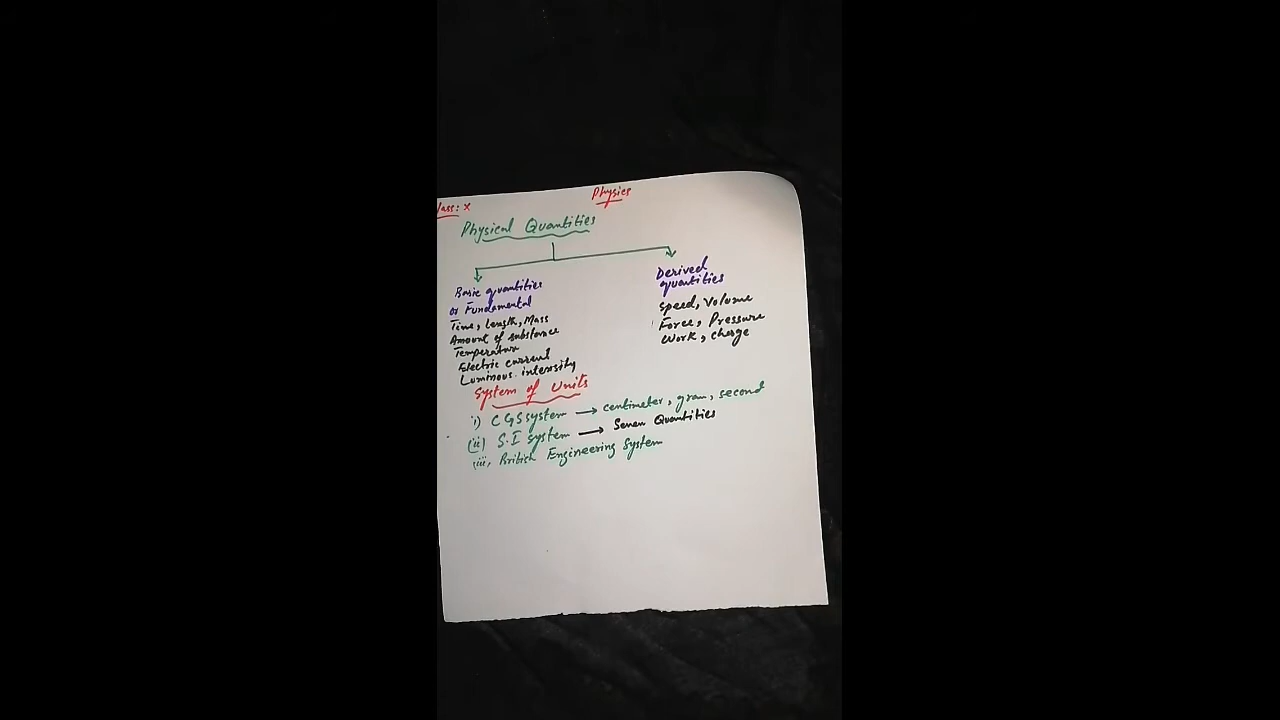 Physics
lass: X
Physical Quantities
Basic quantities
or Fundamental
Time, Length, Mass
Amount of substance
Temperature
Electric current
Luminous intensity
Derived
quantities
Speed, Volume
Force, Pressure
Work, Charge
System of Units
i) CGS system → centimeter, gram, second
(ii) S.I system → Seven Quantities
(iii, British Engineering System